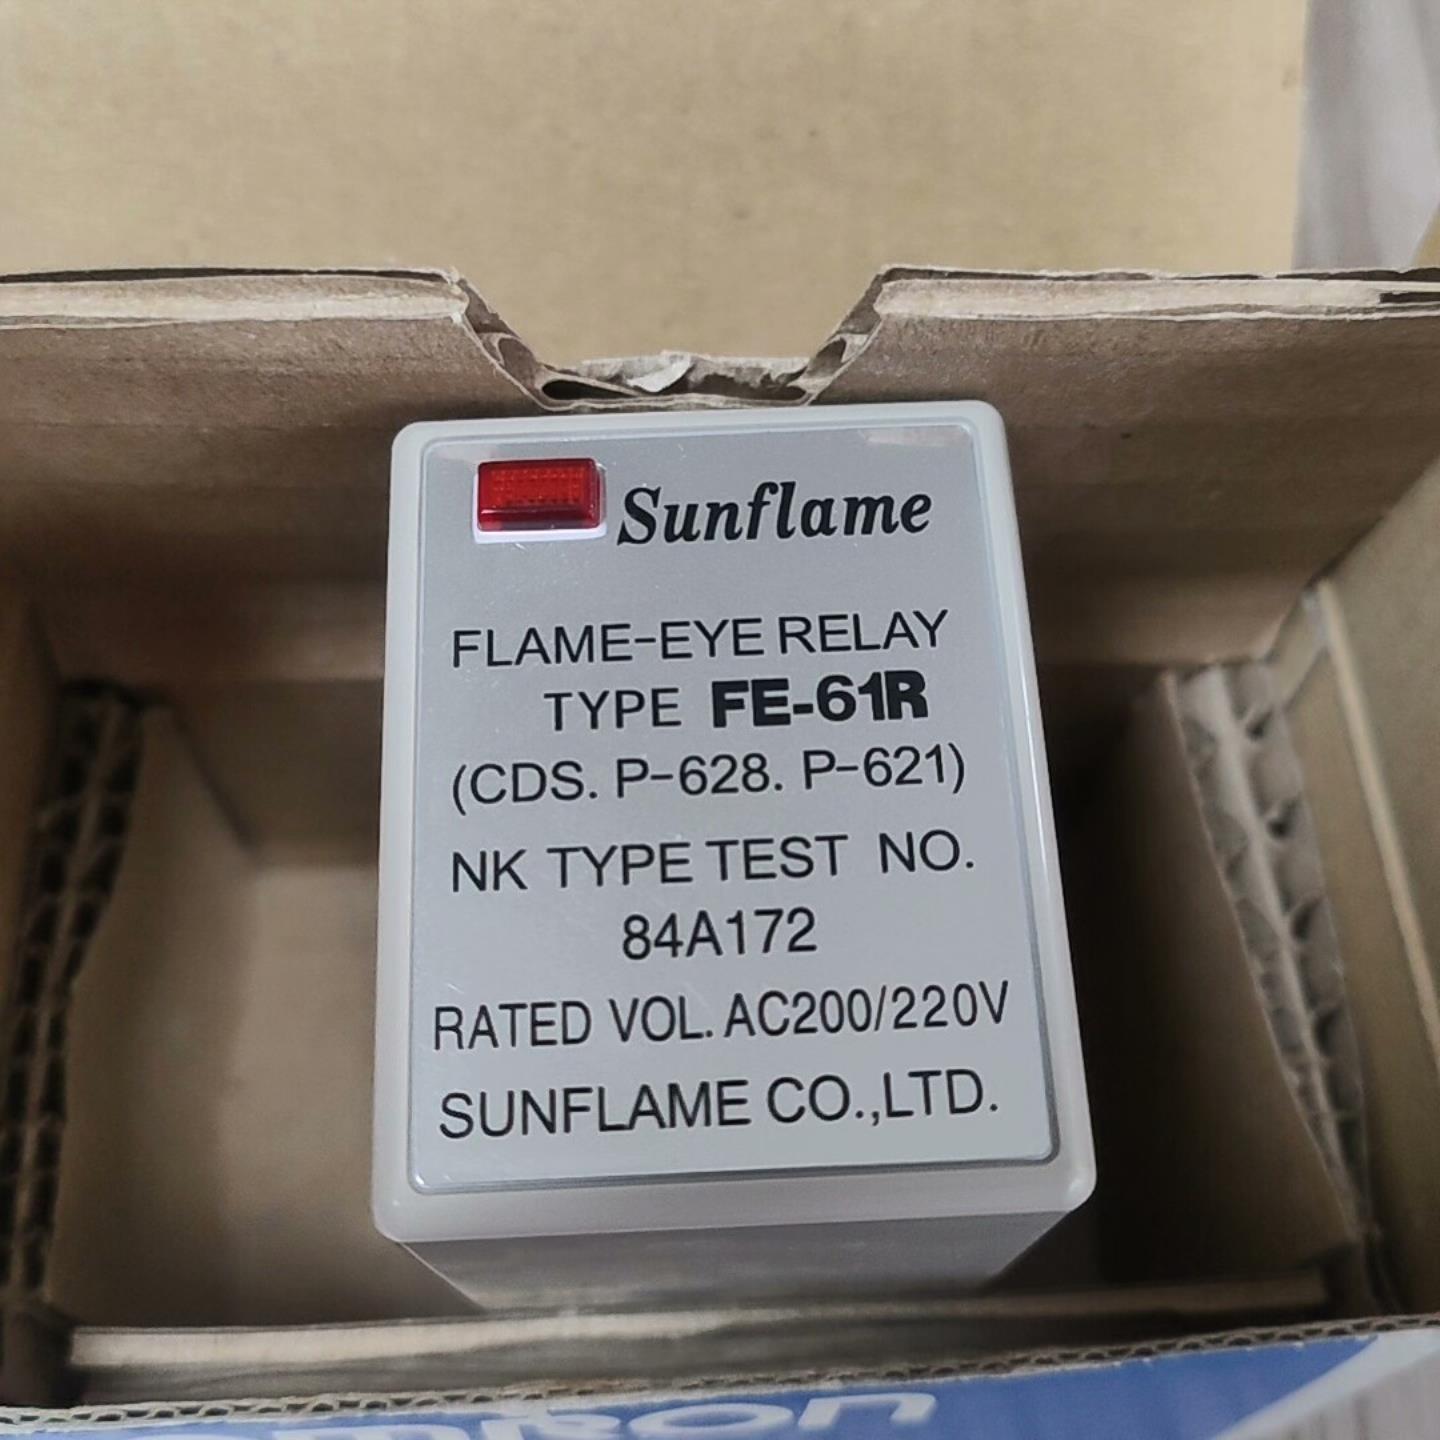 Sunflame
FLAME-EYE RELAY
TYPE FE-61R
(CDS. P-628. P-621)
NK TYPE TEST NO.
84A172
RATED VOL. AC200/220V
SUNFLAME CO.,LTD.